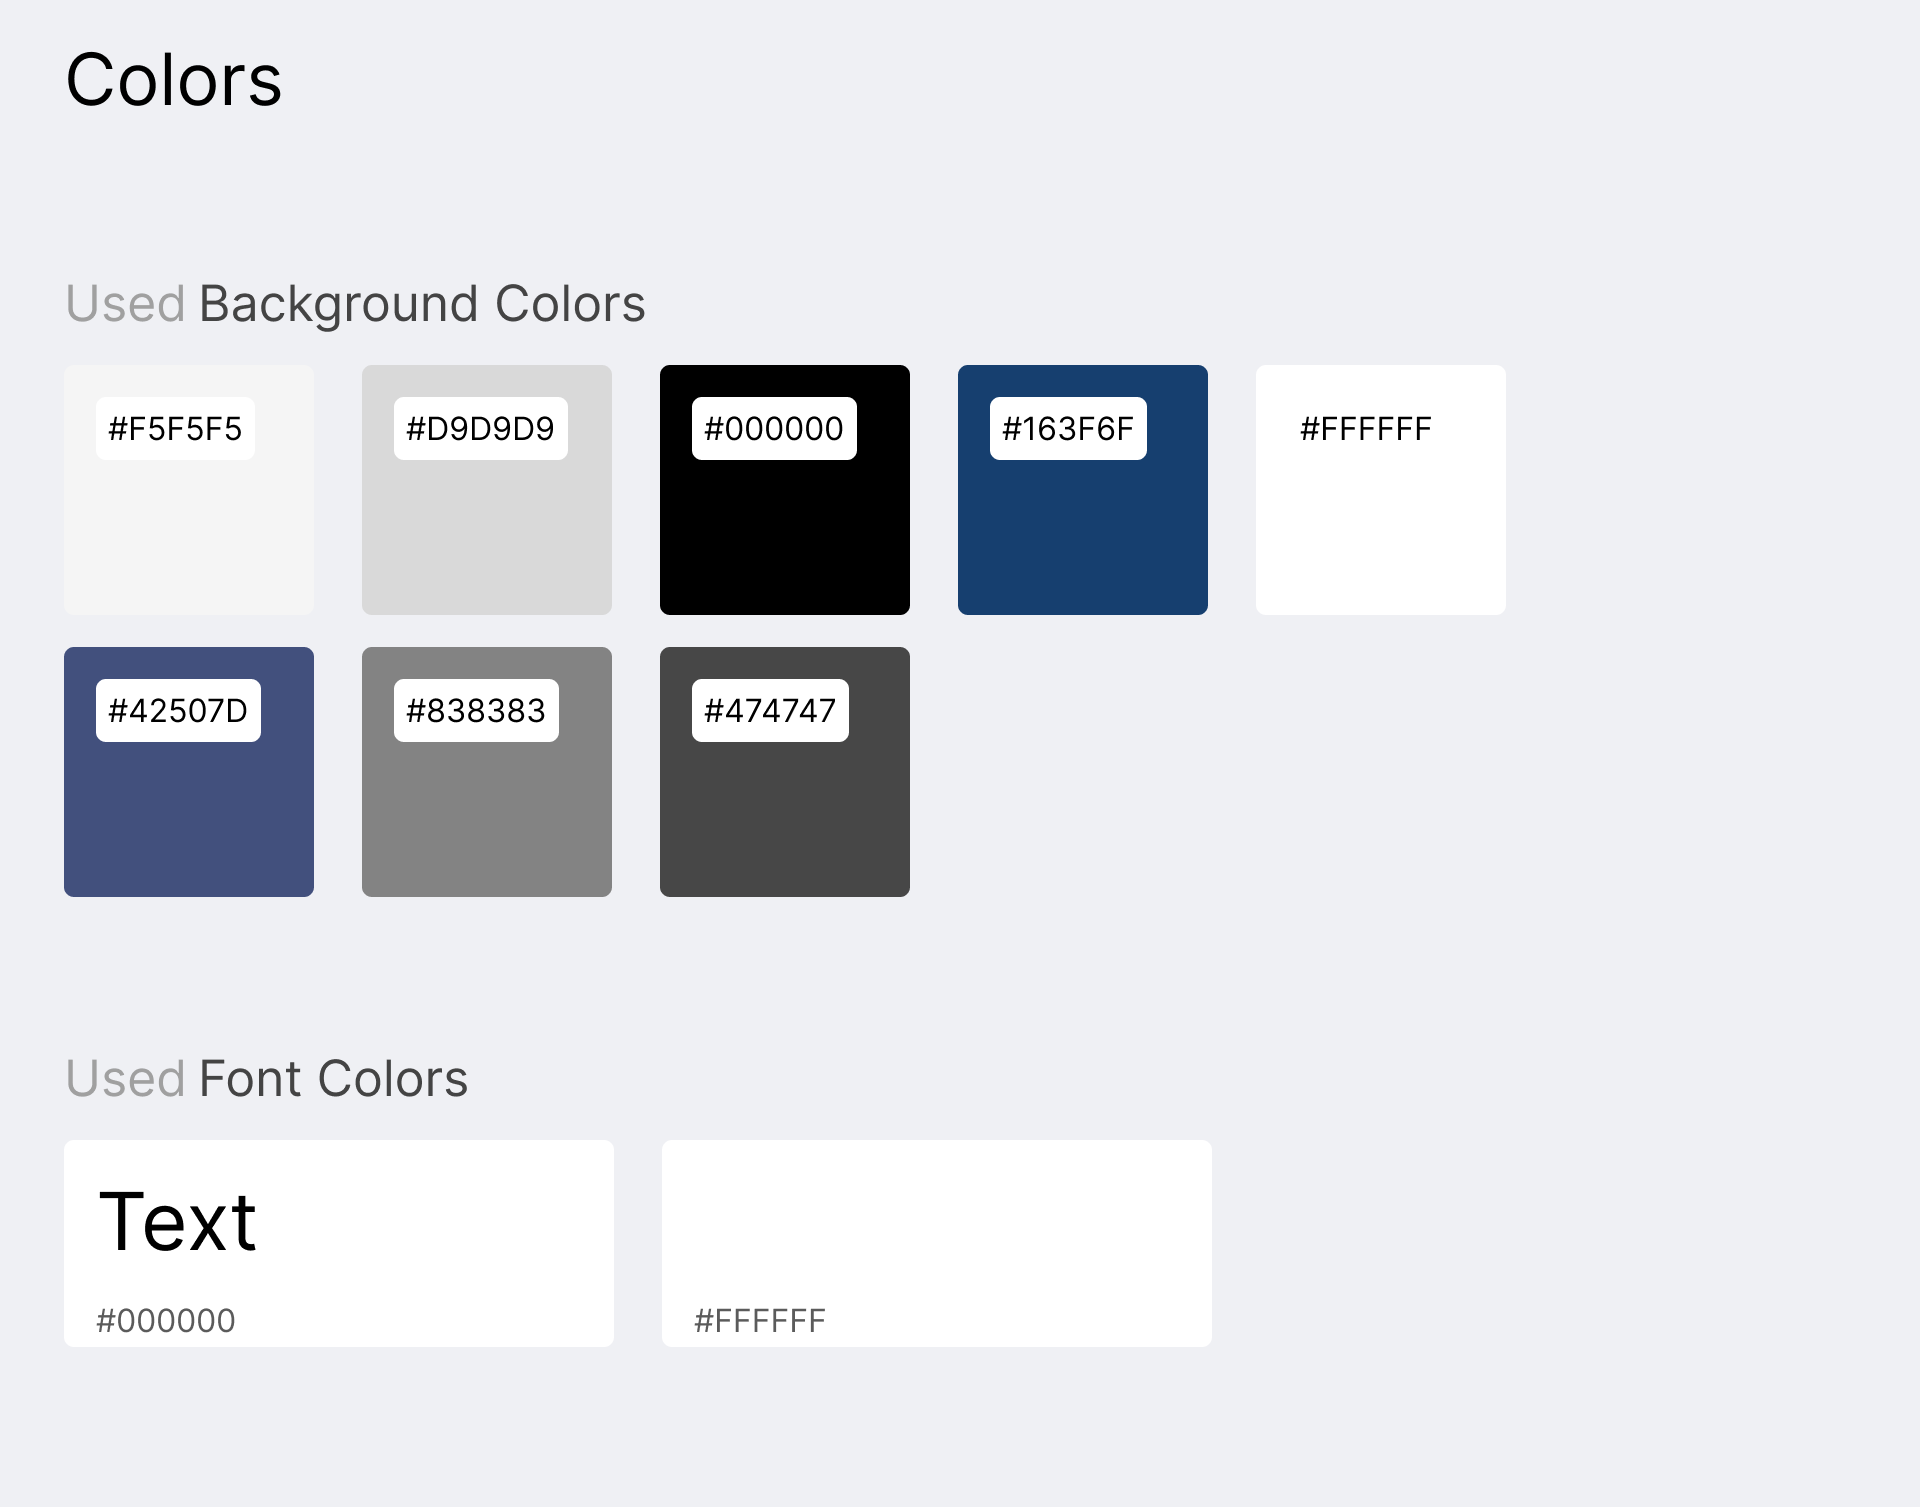 Colors
Used Background Colors
#F5F5F5 #D9D9D9 #000000 #163F6F #FFFFFF
#42507D #838383 #474747
Used Font Colors
Text
#000000 #FFFFFF